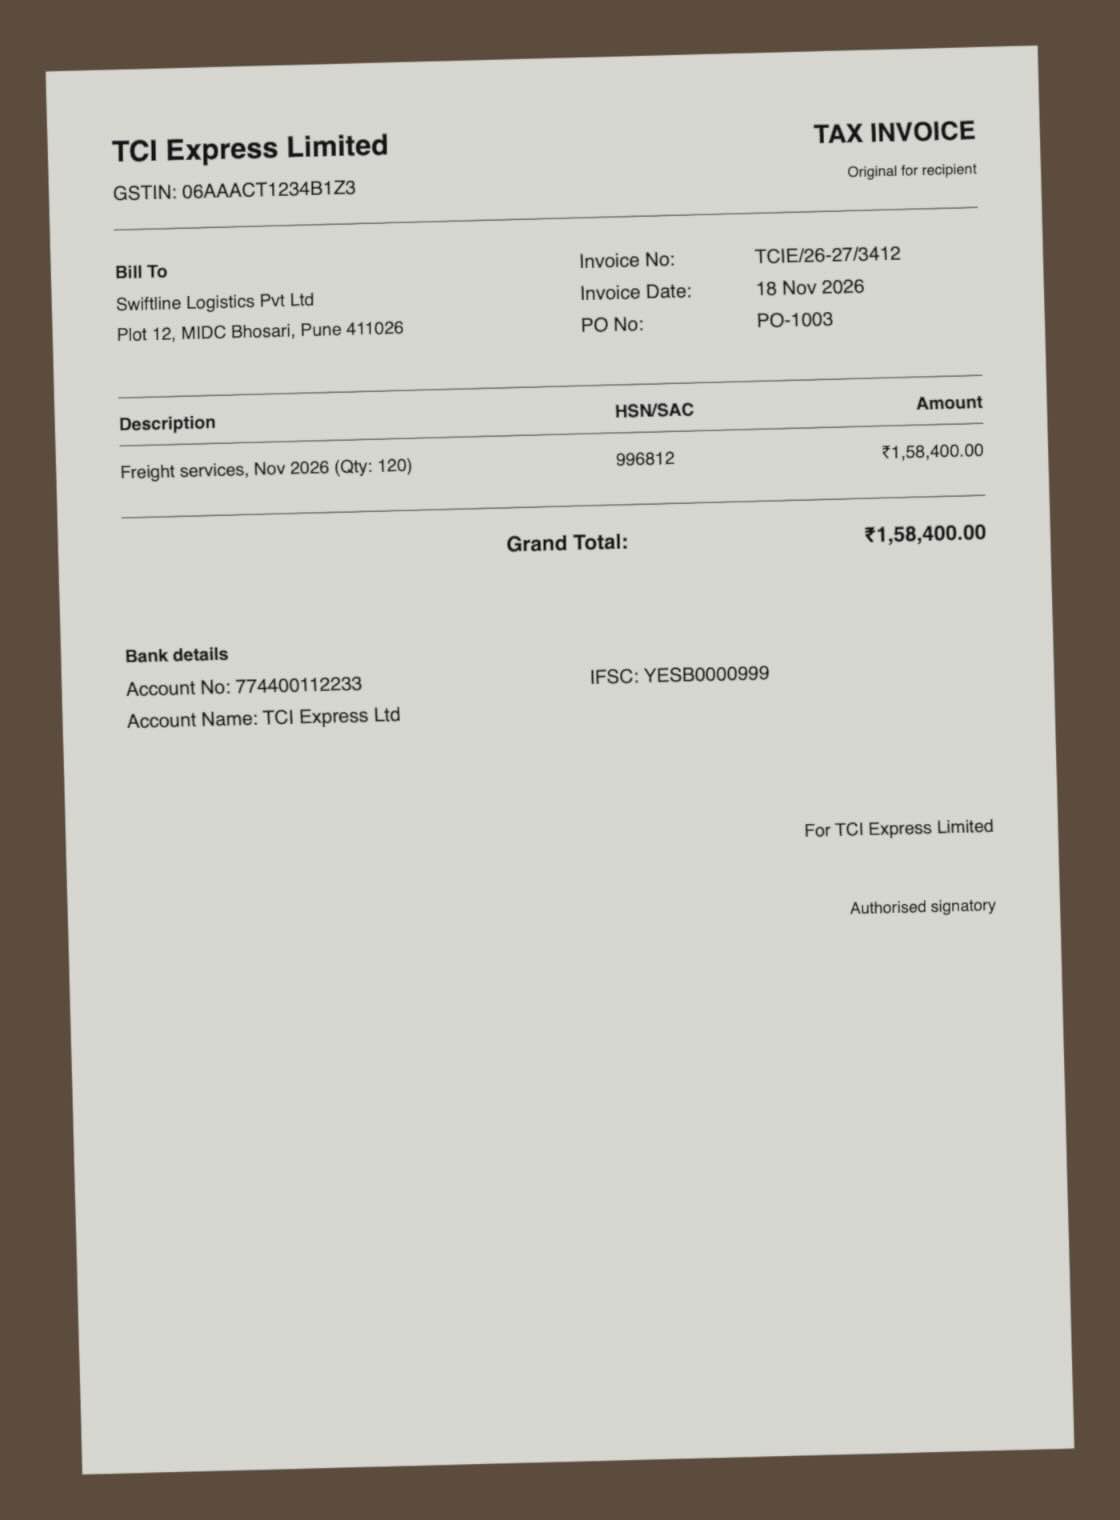 TCI Express Limited
TAX INVOICE
GSTIN: 06AAACT1234B1Z3
Original for recipient
Bill To
Swiftline Logistics Pvt Ltd
Plot 12, MIDC Bhosari, Pune 411026
Invoice No: TCIE/26-27/3412
Invoice Date: 18 Nov 2026
PO No: PO-1003
Description HSN/SAC Amount
Freight services, Nov 2026 (Qty: 120) 996812 ₹1,58,400.00
Grand Total: ₹1,58,400.00
Bank details
Account No: 774400112233 IFSC: YESB0000999
Account Name: TCI Express Ltd
For TCI Express Limited
Authorised signatory